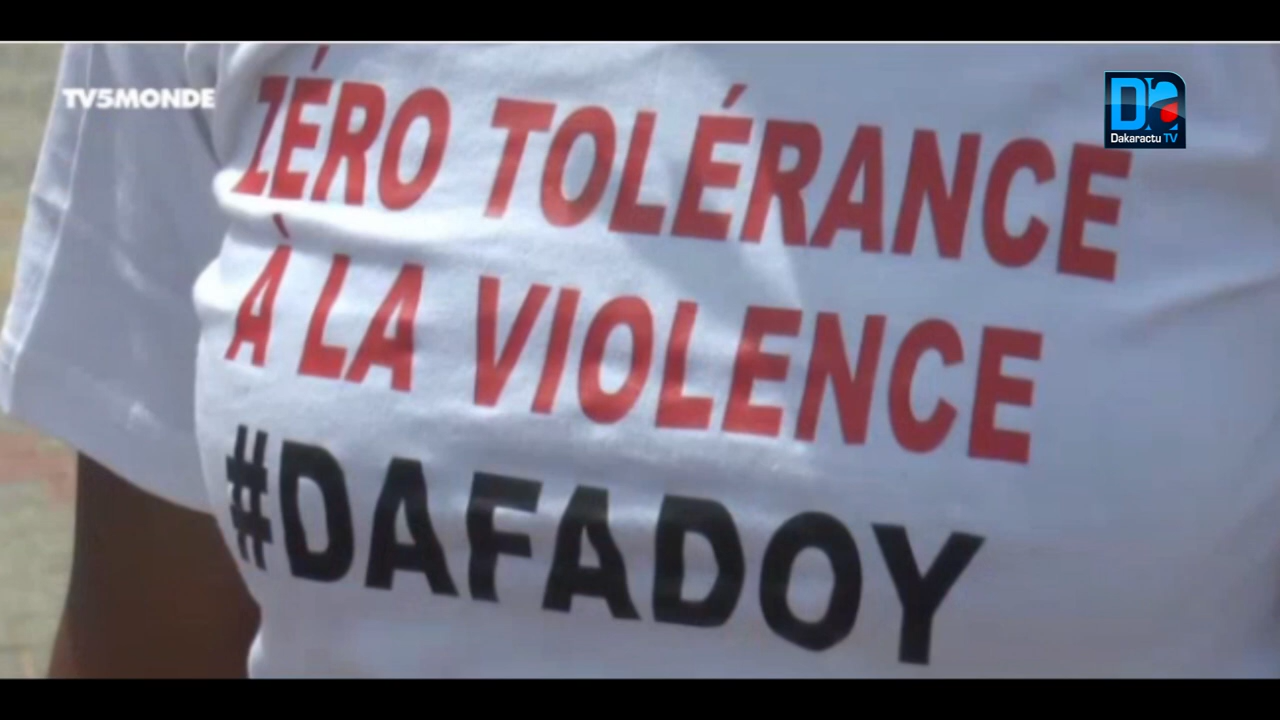 TV5MONDE
Dakaractu TV
ZÉRO TOLÉRANCE
À LA VIOLENCE
#DAFADOY